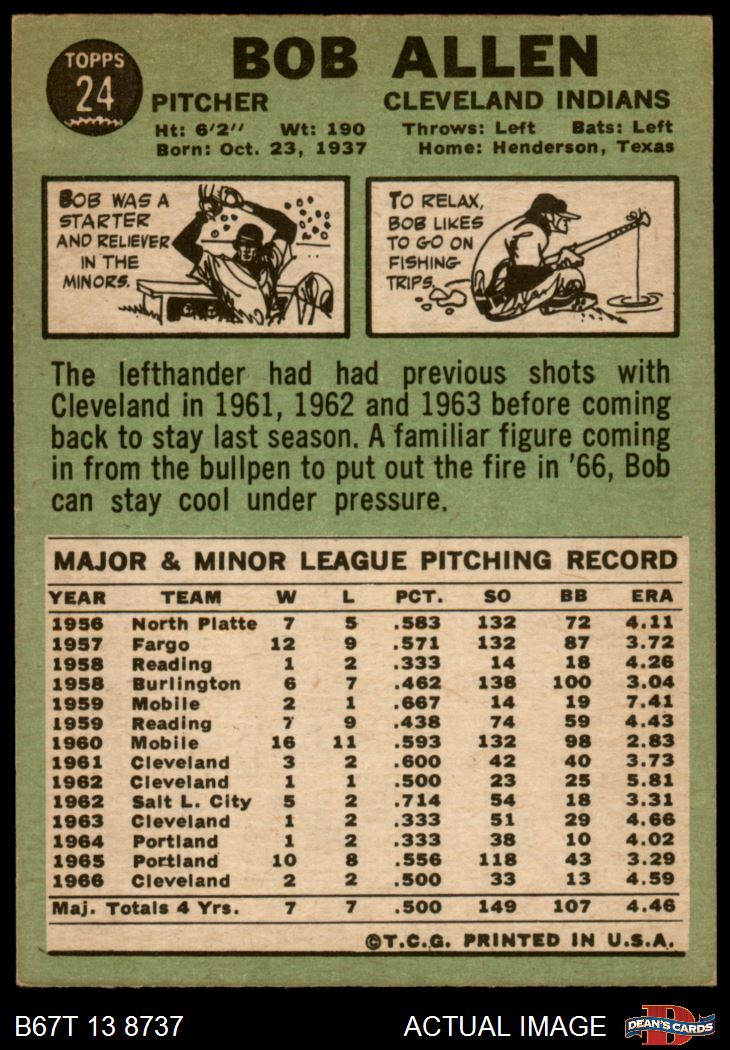 TOPPS
24
BOB ALLEN
PITCHER CLEVELAND INDIANS
Ht: 6'2" Wt: 190 Throws: Left Bats: Left
Born: Oct. 23, 1937 Home: Henderson, Texas
BOB WAS A
STARTER
AND RELIEVER
IN THE
MINORS.
TO RELAX,
BOB LIKES
TO GO ON
FISHING
TRIPS.
The lefthander had had previous shots with
Cleveland in 1961, 1962 and 1963 before coming
back to stay last season. A familiar figure coming
in from the bullpen to put out the fire in '66, Bob
can stay cool under pressure.
MAJOR & MINOR LEAGUE PITCHING RECORD
YEAR TEAM W L PCT. SO BB ERA
1956 North Platte 7 5 .583 132 72 4.11
1957 Fargo 12 9 .571 132 87 3.72
1958 Reading 1 2 .333 14 18 4.26
1958 Burlington 6 7 .462 138 100 3.04
1959 Mobile 2 1 .667 14 19 7.41
1959 Reading 7 9 .438 74 59 4.43
1960 Mobile 16 11 .593 132 98 2.83
1961 Cleveland 3 2 .600 42 40 3.73
1962 Cleveland 1 1 .500 23 25 5.81
1962 Salt L. City 5 2 .714 54 18 3.31
1963 Cleveland 1 2 .333 51 29 4.66
1964 Portland 1 2 .333 38 10 4.02
1965 Portland 10 8 .556 118 43 3.29
1966 Cleveland 2 2 .500 33 13 4.59
Maj. Totals 4 Yrs. 7 7 .500 149 107 4.46
©T.C.G. PRINTED IN U.S.A.
B67T 13 8737 ACTUAL IMAGE D DEAN'S CARDS